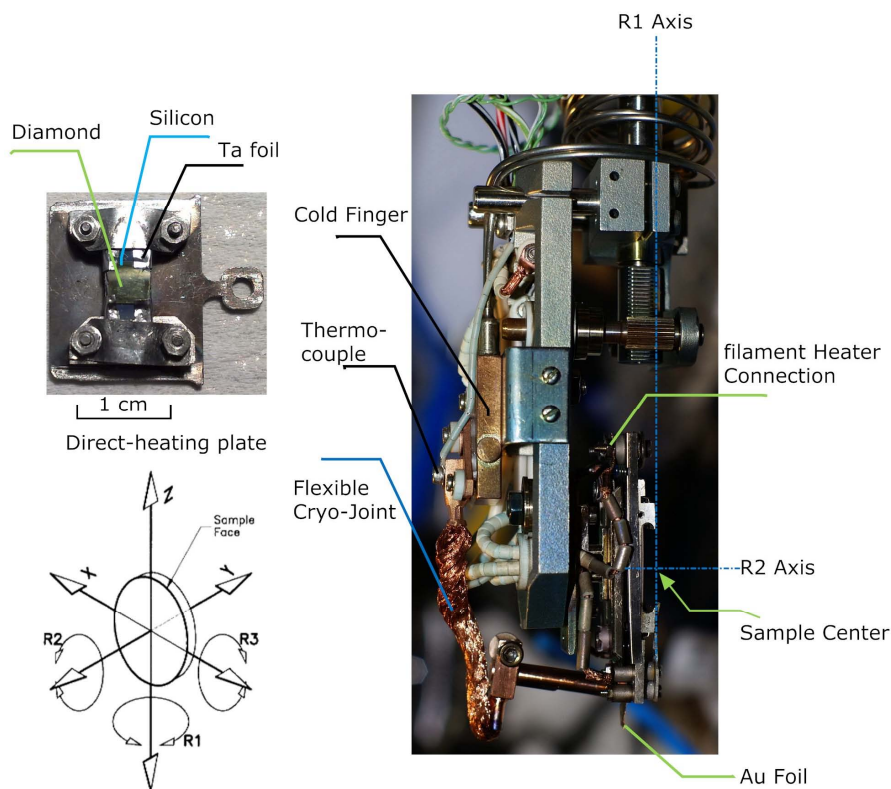 R1 Axis
Silicon
Diamond
Ta foil
Cold Finger
Thermo-
couple
filament Heater
Connection
1 cm
Direct-heating plate
Flexible
Cryo-Joint
Z
Sample
Face
X
Y
R2
R3
R1
R2 Axis
Sample Center
Au Foil